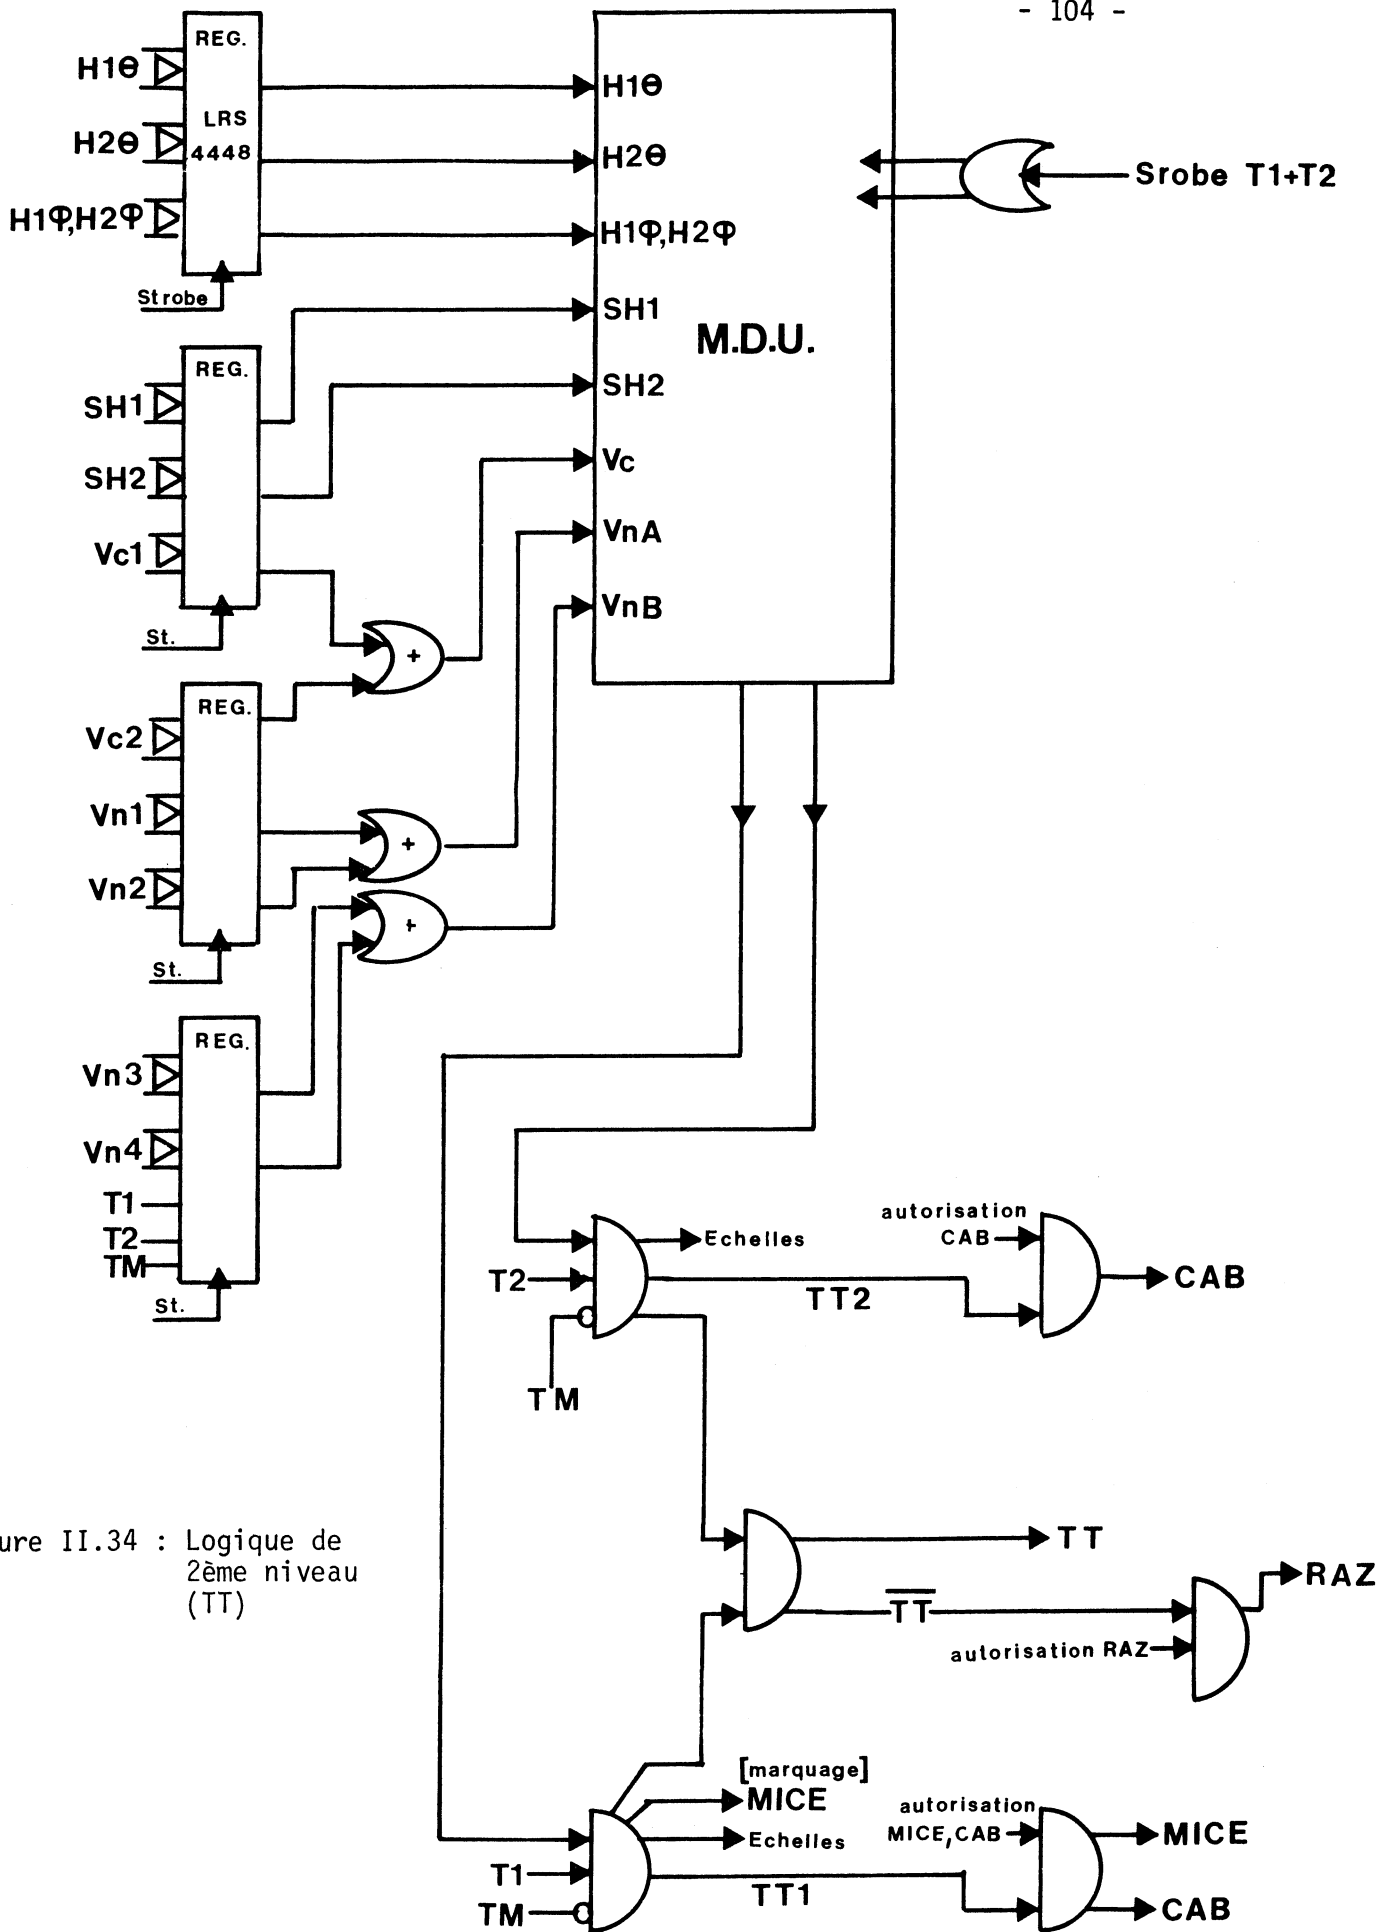 - 104 -
REG.
LRS
4448
H1Θ
H2Θ
H1Φ,H2Φ
Strobe
H1Θ
H2Θ
H1Φ,H2Φ
SH1
SH2
Vc
VnA
VnB
M.D.U.
Srobe T1+T2
REG.
SH1
SH2
Vc1
St.
+
REG.
Vc2
Vn1
Vn2
St.
+
+
REG.
Vn3
Vn4
T1
T2
TM
St.
T2
TM
Echelles
TT2
autorisation
CAB
CAB
ure II.34 : Logique de
2ème niveau
(TT)
TT
T̅T̅
autorisation RAZ
RAZ
[marquage]
MICE
Echelles
T1
TM
TT1
autorisation
MICE,CAB
MICE
CAB